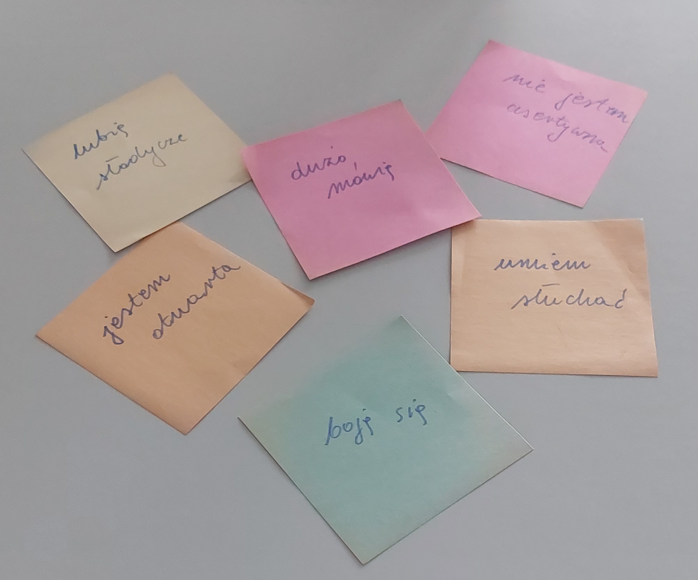 lubię
słodycze
dużo
mówię
nie jestem
asertywna
jestem
otwarta
umiem
słuchać
boję się